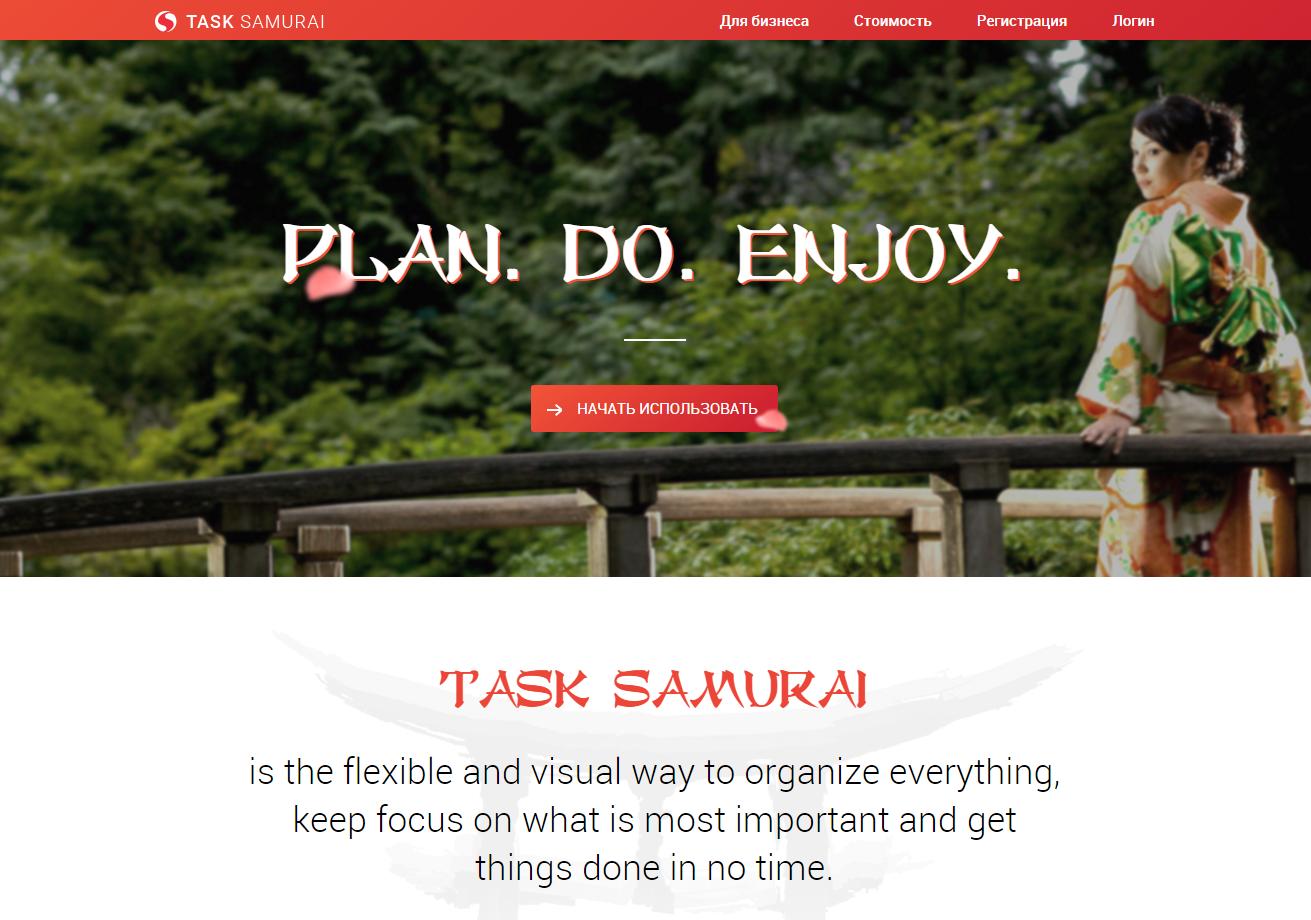 TASK SAMURAI
Для бизнеса
Стоимость
Регистрация
Логин
PLAN. DO. ENJOY.
НАЧАТЬ ИСПОЛЬЗОВАТЬ
TASK SAMURAI
is the flexible and visual way to organize everything,
keep focus on what is most important and get
things done in no time.